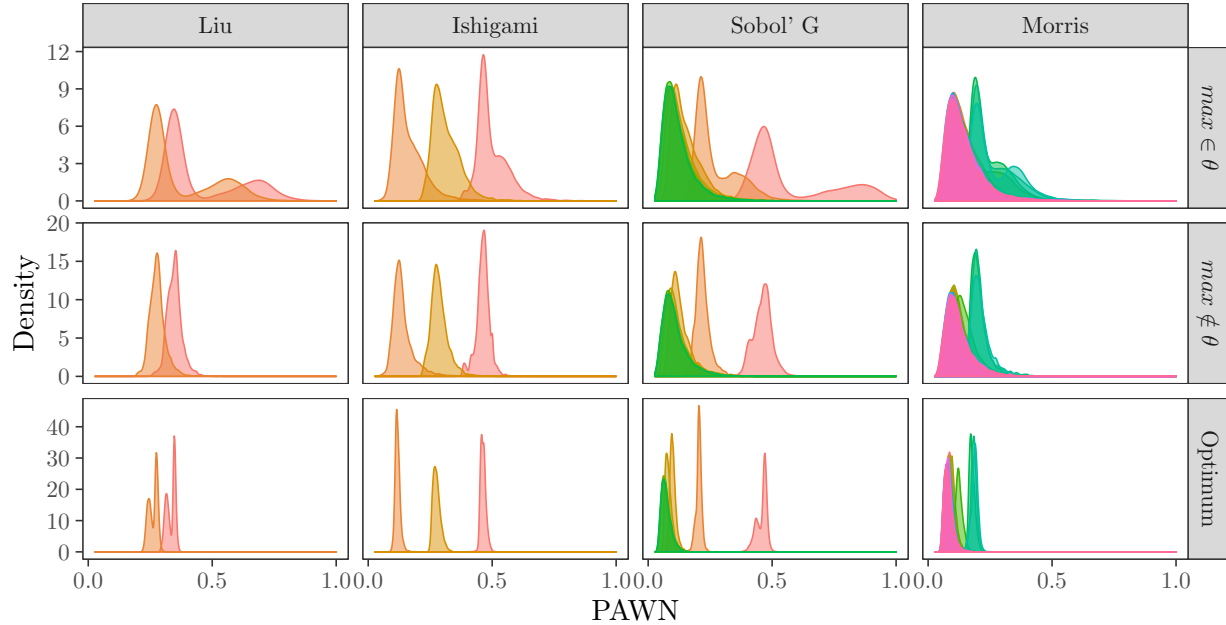 Liu Ishigami Sobol' G Morris
12
9
6
3
0
max ∈ θ
20
15
10
5
0
max ∉ θ
40
30
20
10
0
Optimum
Density
0.0 0.5 1.0 0.0 0.5 1.0 0.0 0.5 1.0 0.0 0.5 1.0
PAWN